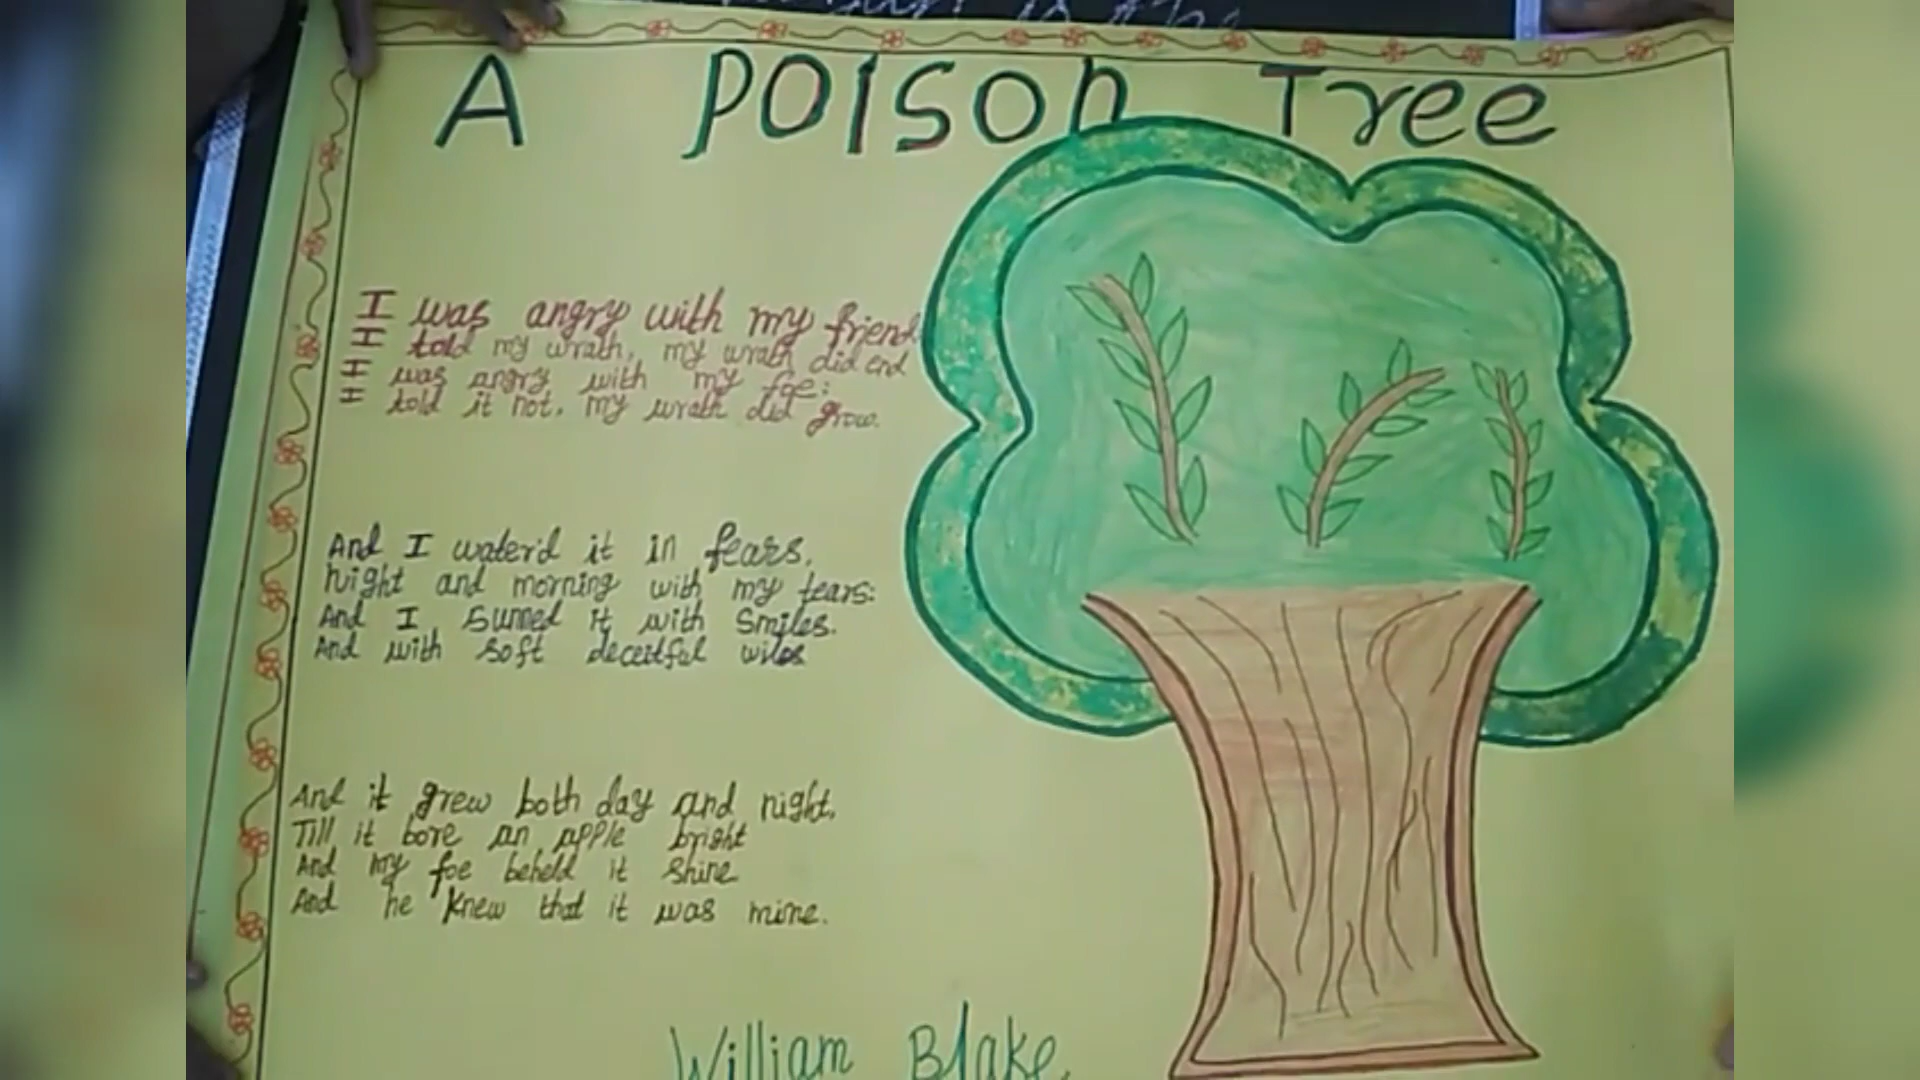 is the
A Poison Tree
I was angry with my friend
I told my wrath, my wrath did end
I was angry with my foe:
I told it not, my wrath did grow.
And I water'd it in fears,
Night and morning with my tears:
And I sunned it with smiles.
And with soft deceitful wiles
And it grew both day and night,
Till it bore an apple bright
And my foe beheld it shine
And he knew that it was mine.
William Blake